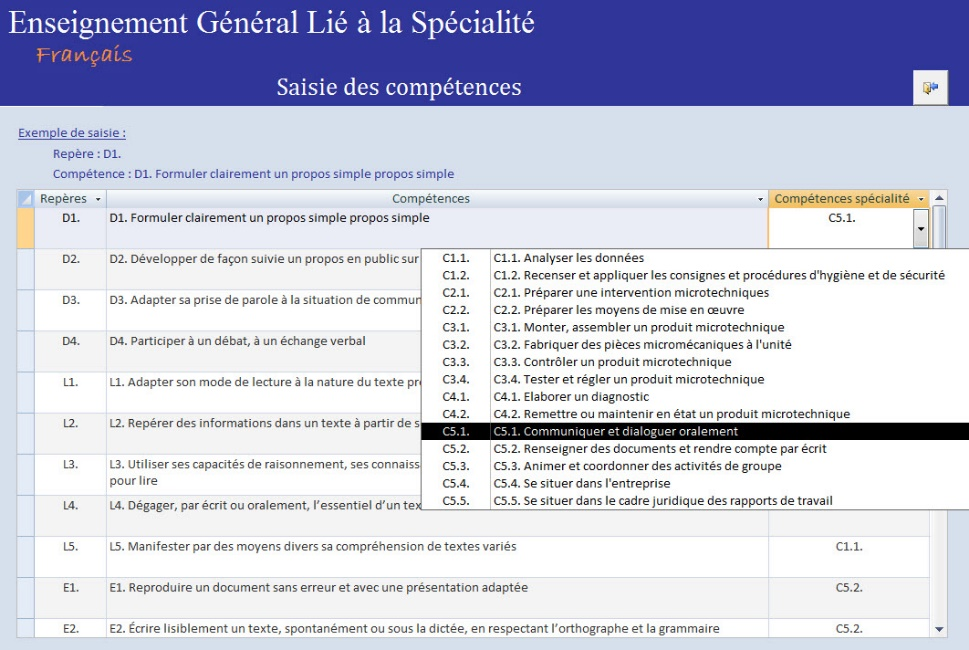 Enseignement Général Lié à la Spécialité
Français
Saisie des compétences
Exemple de saisie :
Repère : D1.
Compétence : D1. Formuler clairement un propos simple propos simple
Repères Compétences Compétences spécialité
D1. D1. Formuler clairement un propos simple propos simple C5.1.
D2. D2. Développer de façon suivie un propos en public sur
D3. D3. Adapter sa prise de parole à la situation de commun
D4. D4. Participer à un débat, à un échange verbal
L1. L1. Adapter son mode de lecture à la nature du texte pr
L2. L2. Repérer des informations dans un texte à partir de s
L3. L3. Utiliser ses capacités de raisonnement, ses connaiss
pour lire
L4. L4. Dégager, par écrit ou oralement, l'essentiel d'un tex
C1.1. C1.1. Analyser les données
C1.2. C1.2. Recenser et appliquer les consignes et procédures d'hygiène et de sécurité
C2.1. C2.1. Préparer une intervention microtechniques
C2.2. C2.2. Préparer les moyens de mise en œuvre
C3.1. C3.1. Monter, assembler un produit microtechnique
C3.2. C3.2. Fabriquer des pièces micromécaniques à l'unité
C3.3. C3.3. Contrôler un produit microtechnique
C3.4. C3.4. Tester et régler un produit microtechnique
C4.1. C4.1. Elaborer un diagnostic
C4.2. C4.2. Remettre ou maintenir en état un produit microtechnique
C5.1. C5.1. Communiquer et dialoguer oralement
C5.2. C5.2. Renseigner des documents et rendre compte par écrit
C5.3. C5.3. Animer et coordonner des activités de groupe
C5.4. C5.4. Se situer dans l'entreprise
C5.5. C5.5. Se situer dans le cadre juridique des rapports de travail
L5. L5. Manifester par des moyens divers sa compréhension de textes variés C1.1.
E1. E1. Reproduire un document sans erreur et avec une présentation adaptée C5.2.
E2. E2. Écrire lisiblement un texte, spontanément ou sous la dictée, en respectant l'orthographe et la grammaire C5.2.